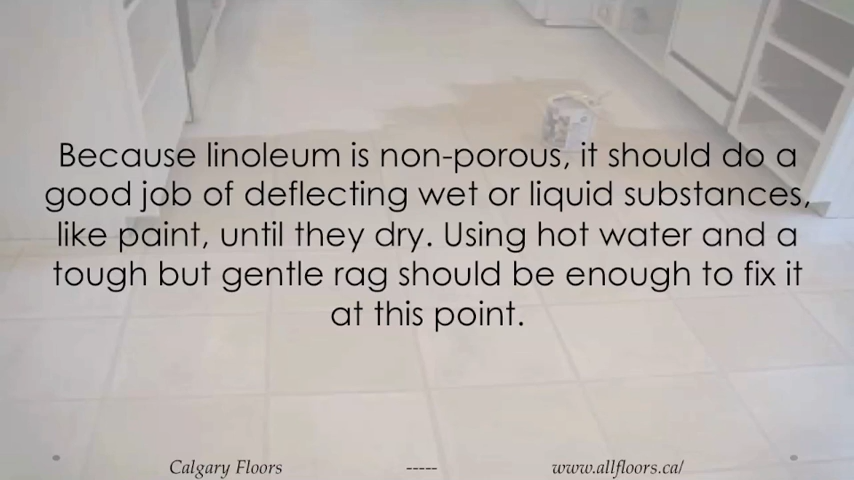 Because linoleum is non-porous, it should do a
good job of deflecting wet or liquid substances,
like paint, until they dry. Using hot water and a
tough but gentle rag should be enough to fix it
at this point.
Calgary Floors ----- www.allfloors.ca/